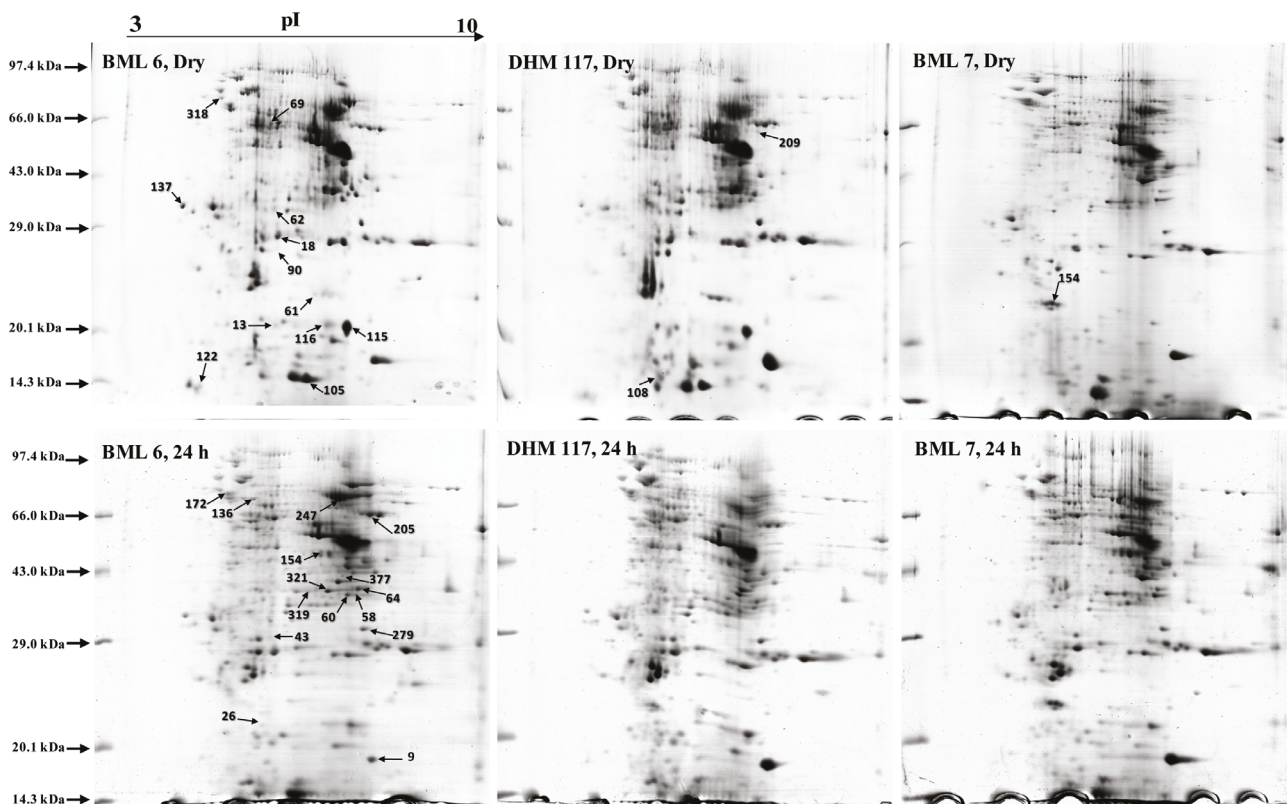 3 pI 10
BML 6, Dry
DHM 117, Dry
BML 7, Dry
97.4 kDa
66.0 kDa
43.0 kDa
29.0 kDa
20.1 kDa
14.3 kDa
318
69
137
62
18
90
61
13
116
115
122
105
209
108
154
BML 6, 24 h
DHM 117, 24 h
BML 7, 24 h
97.4 kDa
66.0 kDa
43.0 kDa
29.0 kDa
20.1 kDa
14.3 kDa
172
136
247
205
154
377
321
64
319
60
58
43
279
26
9